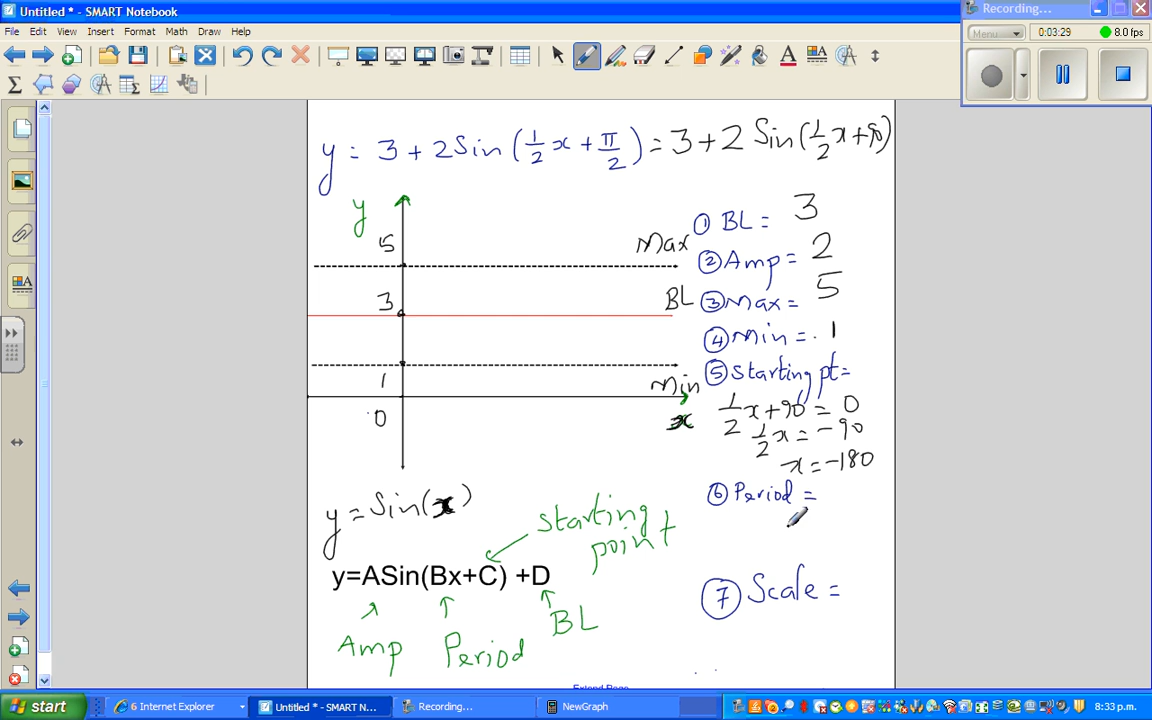 Untitled * - SMART Notebook
Recording...
File Edit View Insert Format Math Draw Help
Menu
0:03:29
8.0 fps
y = 3 + 2Sin(½x + π/2) = 3 + 2 Sin(½x + 90)
y
5
Max
3
BL
1
Min
0
x
① BL = 3
② Amp = 2
③ Max = 5
④ Min = 1
⑤ Starting pt =
½x + 90 = 0
½x = -90
x = -180
⑥ Period =
⑦ Scale =
y = Sin(x)
Starting point
y=ASin(Bx+C) +D
Amp
Period
BL
Extend Page
start
6 Internet Explorer
Untitled * - SMART N...
Recording...
NewGraph
8:33 p.m.